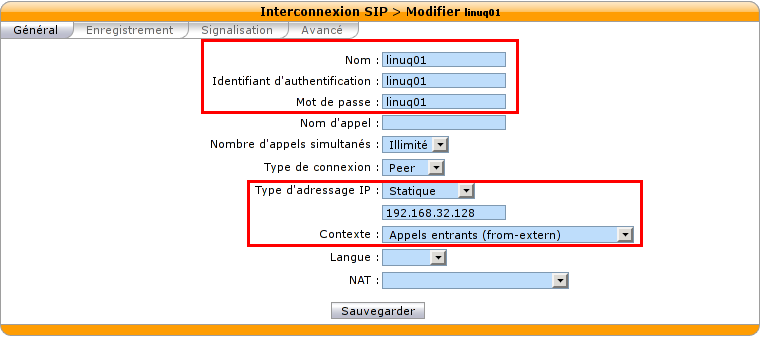 Interconnexion SIP > Modifier linuq01
Général Enregistrement Signalisation Avancé
Nom : linuq01
Identifiant d'authentification : linuq01
Mot de passe : linuq01
Nom d'appel :
Nombre d'appels simultanés : Illimité
Type de connexion : Peer
Type d'adressage IP : Statique
192.168.32.128
Contexte : Appels entrants (from-extern)
Langue :
NAT :
Sauvegarder